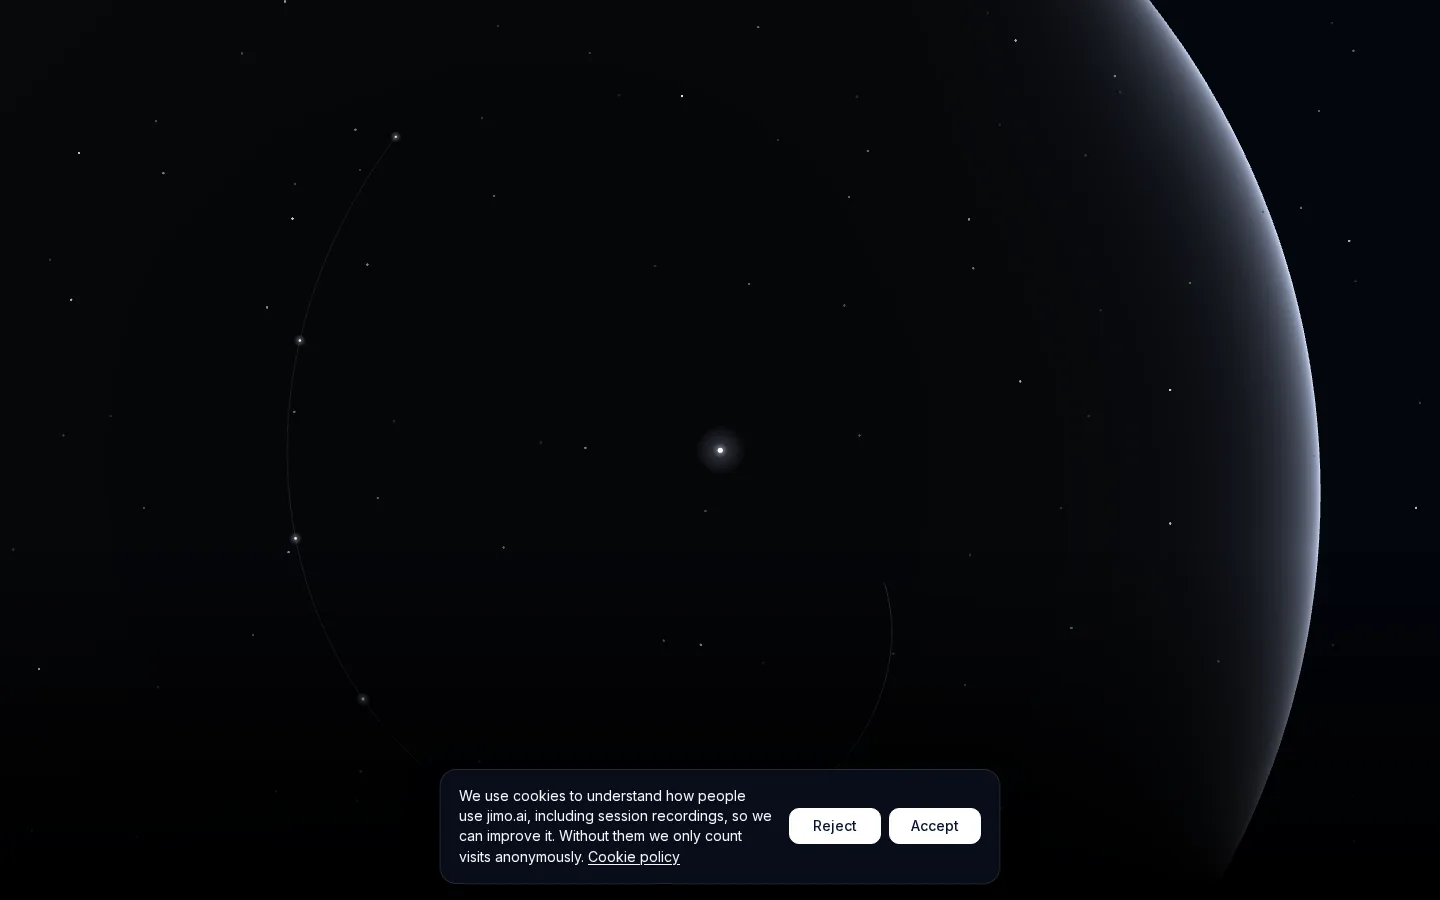 We use cookies to understand how people
use jimo.ai, including session recordings, so we
can improve it. Without them we only count
visits anonymously. Cookie policy
Reject
Accept